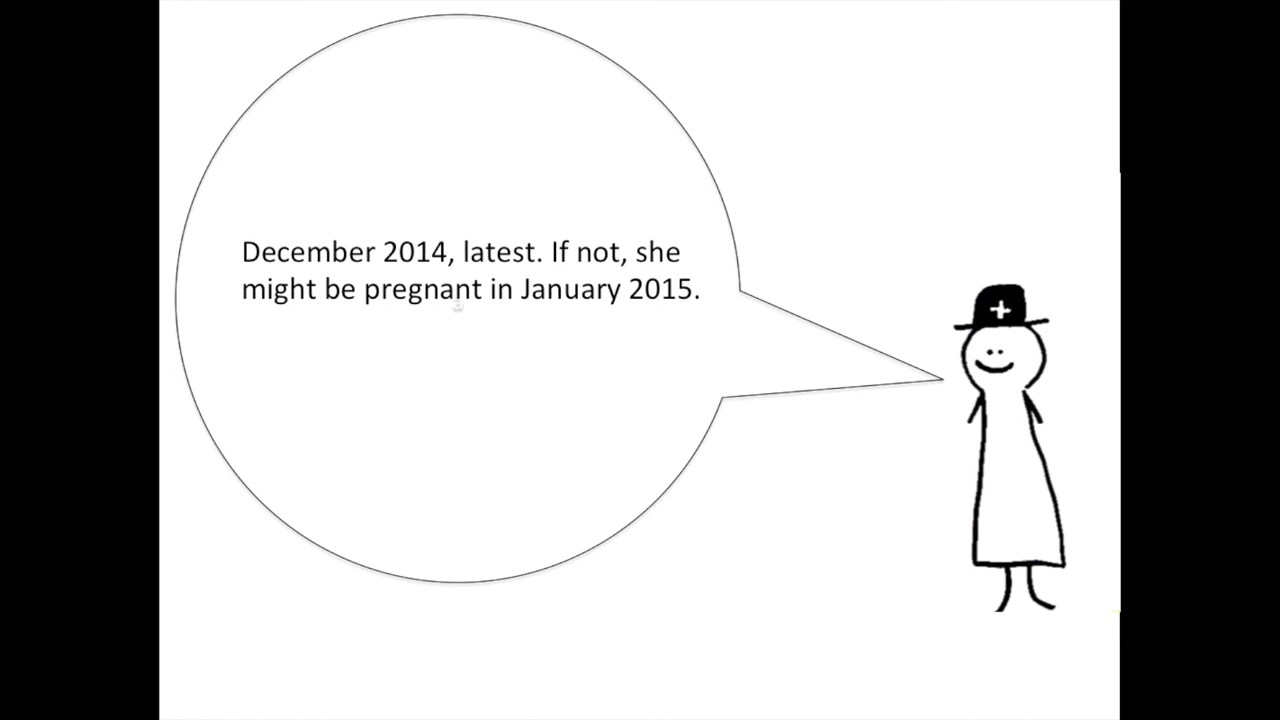 December 2014, latest. If not, she
might be pregnant in January 2015.